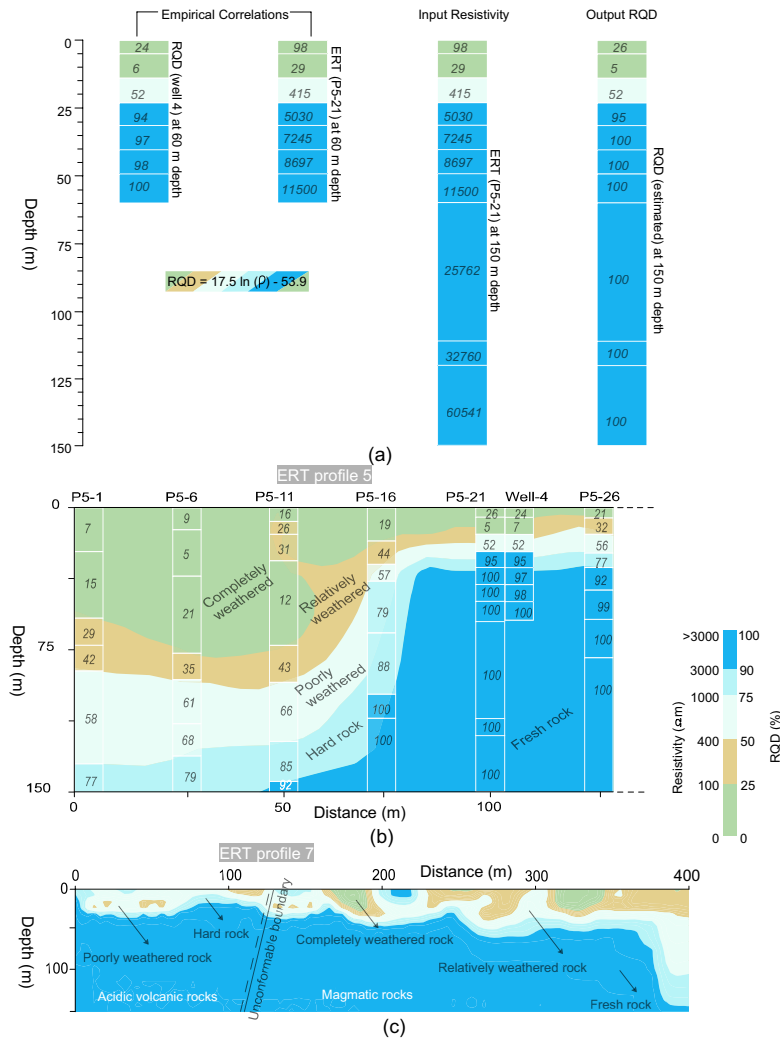 Empirical Correlations
Input Resistivity
Output RQD
Depth (m)
0
25
50
75
100
125
150
24
6
52
94
97
98
100
RQD (well 4) at 60 m depth
98
29
415
5030
7245
8697
11500
ERT (P5-21) at 60 m depth
98
29
415
5030
7245
8697
11500
25762
32760
60541
ERT (P5-21) at 150 m depth
26
5
52
95
100
100
100
100
100
100
RQD (estimated) at 150 m depth
RQD = 17.5 ln (ρ) - 53.9
(a)
ERT profile 5
P5-1
P5-6
P5-11
P5-16
P5-21
Well-4
P5-26
Depth (m)
0
75
150
7
15
29
42
58
77
9
5
21
35
61
68
79
16
26
31
12
43
66
85
92
19
44
57
79
88
100
100
26
5
52
95
100
100
100
100
100
100
24
7
52
95
97
98
100
21
32
56
77
92
99
100
100
Completely weathered
Relatively weathered
Poorly weathered
Hard rock
Fresh rock
0
50
100
Distance (m)
(b)
Resistivity (Ωm)
>3000
3000
1000
400
100
0
100
90
75
50
25
0
RQD (%)
ERT profile 7
Distance (m)
0
100
200
300
400
Depth (m)
0
100
Hard rock
Poorly weathered rock
Unconformable boundary
Completely weathered rock
Relatively weathered rock
Fresh rock
Acidic volcanic rocks
Magmatic rocks
(c)